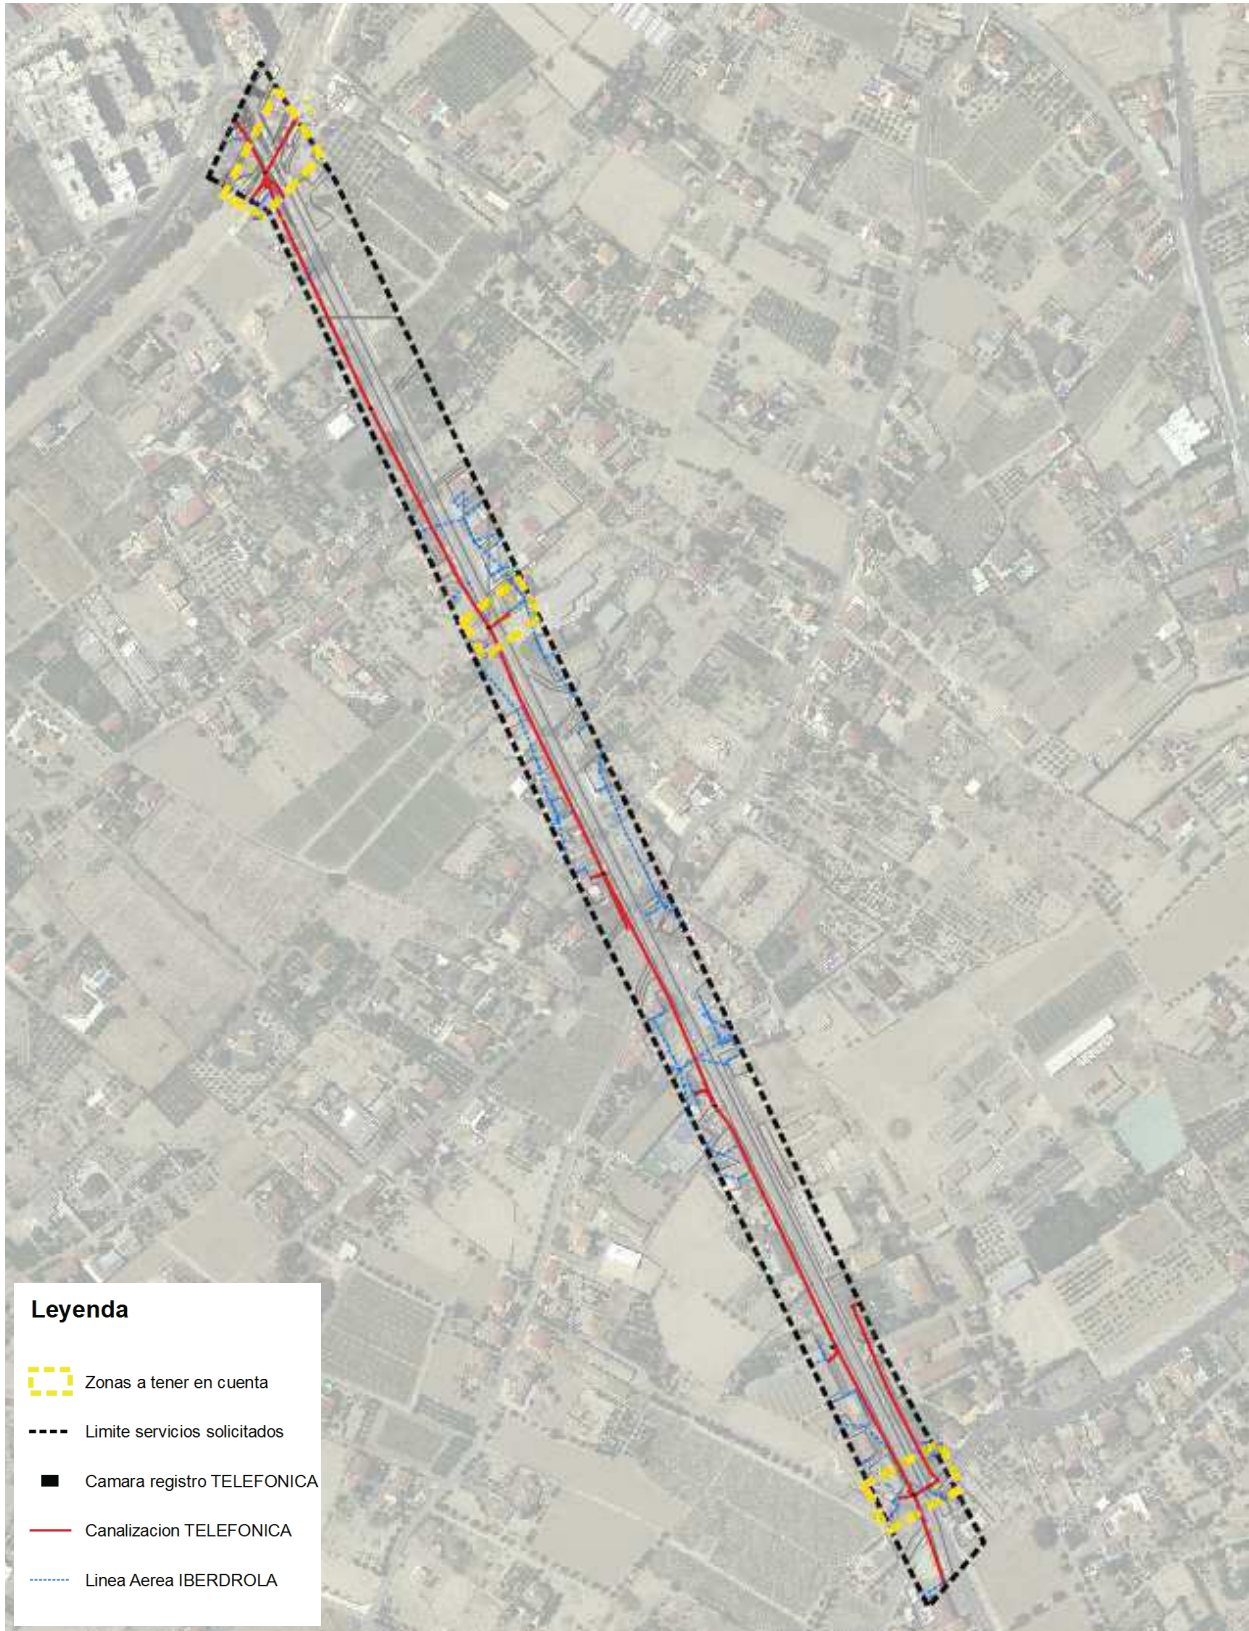 Leyenda
Zonas a tener en cuenta
Limite servicios solicitados
Camara registro TELEFONICA
Canalizacion TELEFONICA
Linea Aerea IBERDROLA